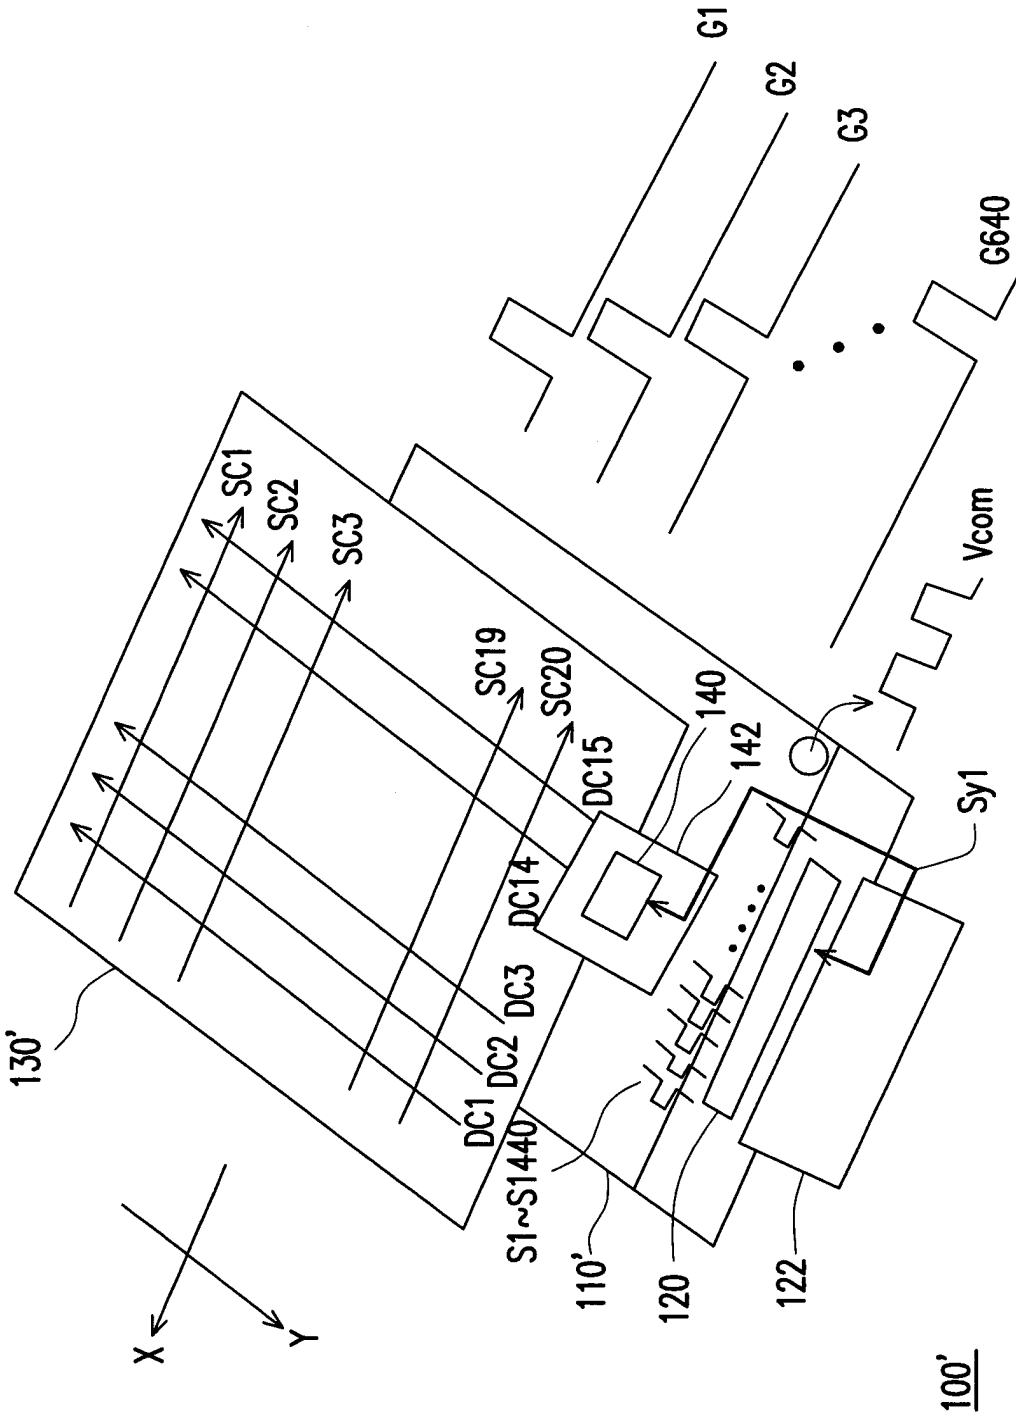 130'
X
Y
SC1
SC2
SC3
SC19
SC20
DC1
DC2
DC3
DC14
DC15
140
142
S1~S1440
110'
120
122
Sy1
Vcom
G1
G2
G3
G640
100'